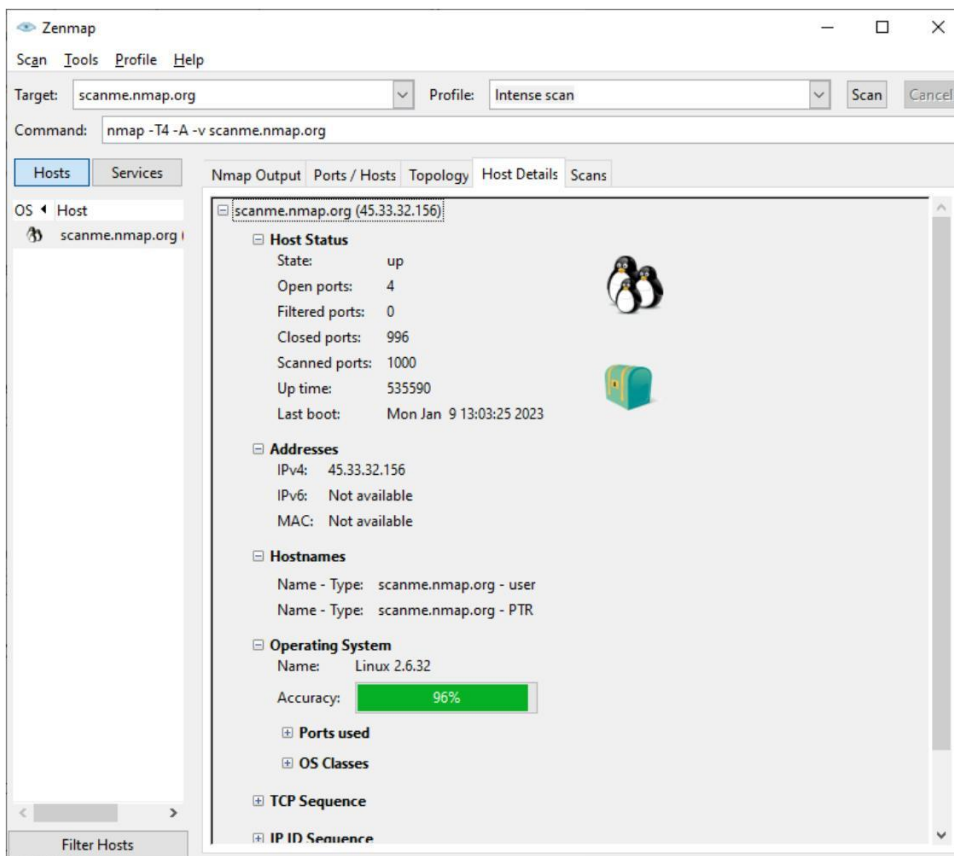 Zenmap
Scan Tools Profile Help
Target: scanme.nmap.org Profile: Intense scan Scan Cancel
Command: nmap -T4 -A -v scanme.nmap.org
Hosts Services Nmap Output Ports / Hosts Topology Host Details Scans
OS Host
scanme.nmap.org (
scanme.nmap.org (45.33.32.156)
Host Status
State: up
Open ports: 4
Filtered ports: 0
Closed ports: 996
Scanned ports: 1000
Up time: 535590
Last boot: Mon Jan 9 13:03:25 2023
Addresses
IPv4: 45.33.32.156
IPv6: Not available
MAC: Not available
Hostnames
Name - Type: scanme.nmap.org - user
Name - Type: scanme.nmap.org - PTR
Operating System
Name: Linux 2.6.32
Accuracy: 96%
Ports used
OS Classes
TCP Sequence
IP ID Sequence
Filter Hosts